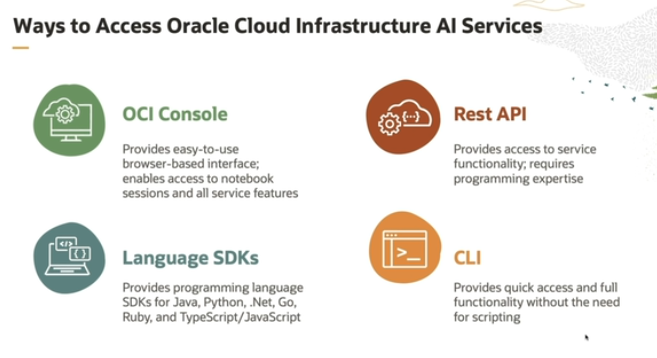 Ways to Access Oracle Cloud Infrastructure AI Services
OCI Console
Provides easy-to-use
browser-based interface;
enables access to notebook
sessions and all service features
Rest API
Provides access to service
functionality; requires
programming expertise
Language SDKs
Provides programming language
SDKs for Java, Python, .Net, Go,
Ruby, and TypeScript/JavaScript
CLI
Provides quick access and full
functionality without the need
for scripting